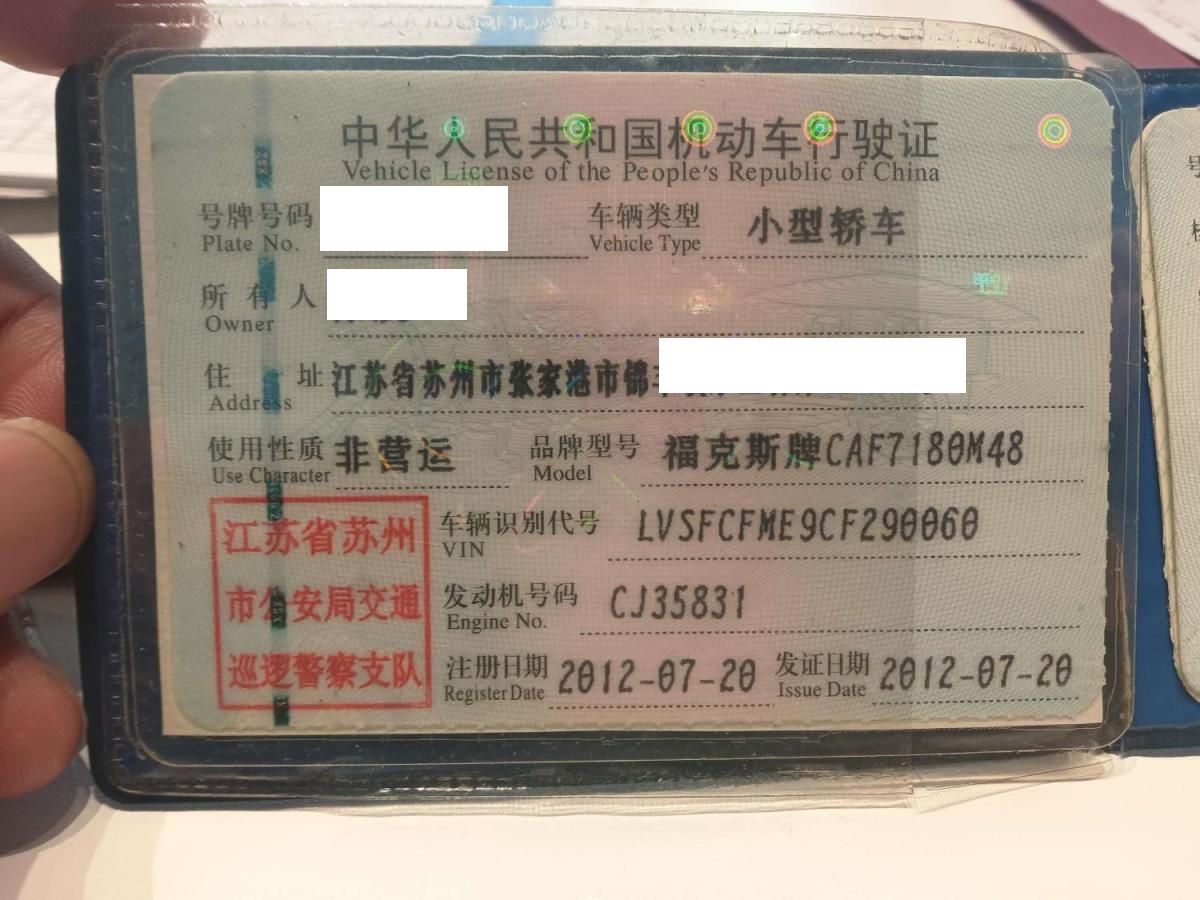 中华人民共和国机动车行驶证
Vehicle License of the People's Republic of China
号牌号码 车辆类型 小型轿车
Plate No. Vehicle Type
所有人
Owner
住址 江苏省苏州市张家港市锦
Address
使用性质 非营运 品牌型号 福克斯牌CAF7180M48
Use Character Model
江苏省苏州
市公安局交通
巡逻警察支队
车辆识别代号 LVSFCFME9CF290060
VIN
发动机号码 CJ35831
Engine No.
注册日期 2012-07-20 发证日期 2012-07-20
Register Date Issue Date
号